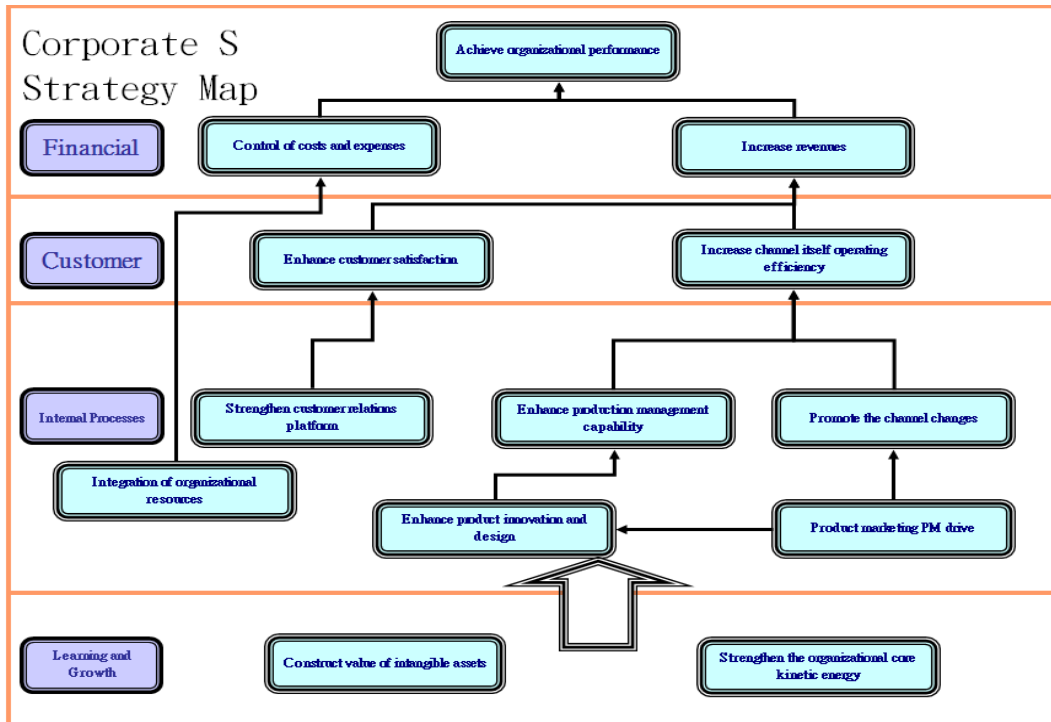 Corporate S
Strategy Map
Achieve organizational performance
Financial
Control of costs and expenses
Increase revenues
Customer
Enhance customer satisfaction
Increase channel itself operating
efficiency
Internal Processes
Strengthen customer relations
platform
Enhance production management
capability
Promote the channel changes
Integration of organizational
resources
Enhance product innovation and
design
Product marketing PM drive
Learning and
Growth
Construct value of intangible assets
Strengthen the organizational core
kinetic energy